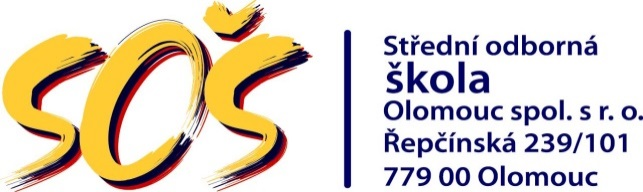 SOŠ
Střední odborná
škola
Olomouc spol. s r. o.
Řepčínská 239/101
779 00 Olomouc